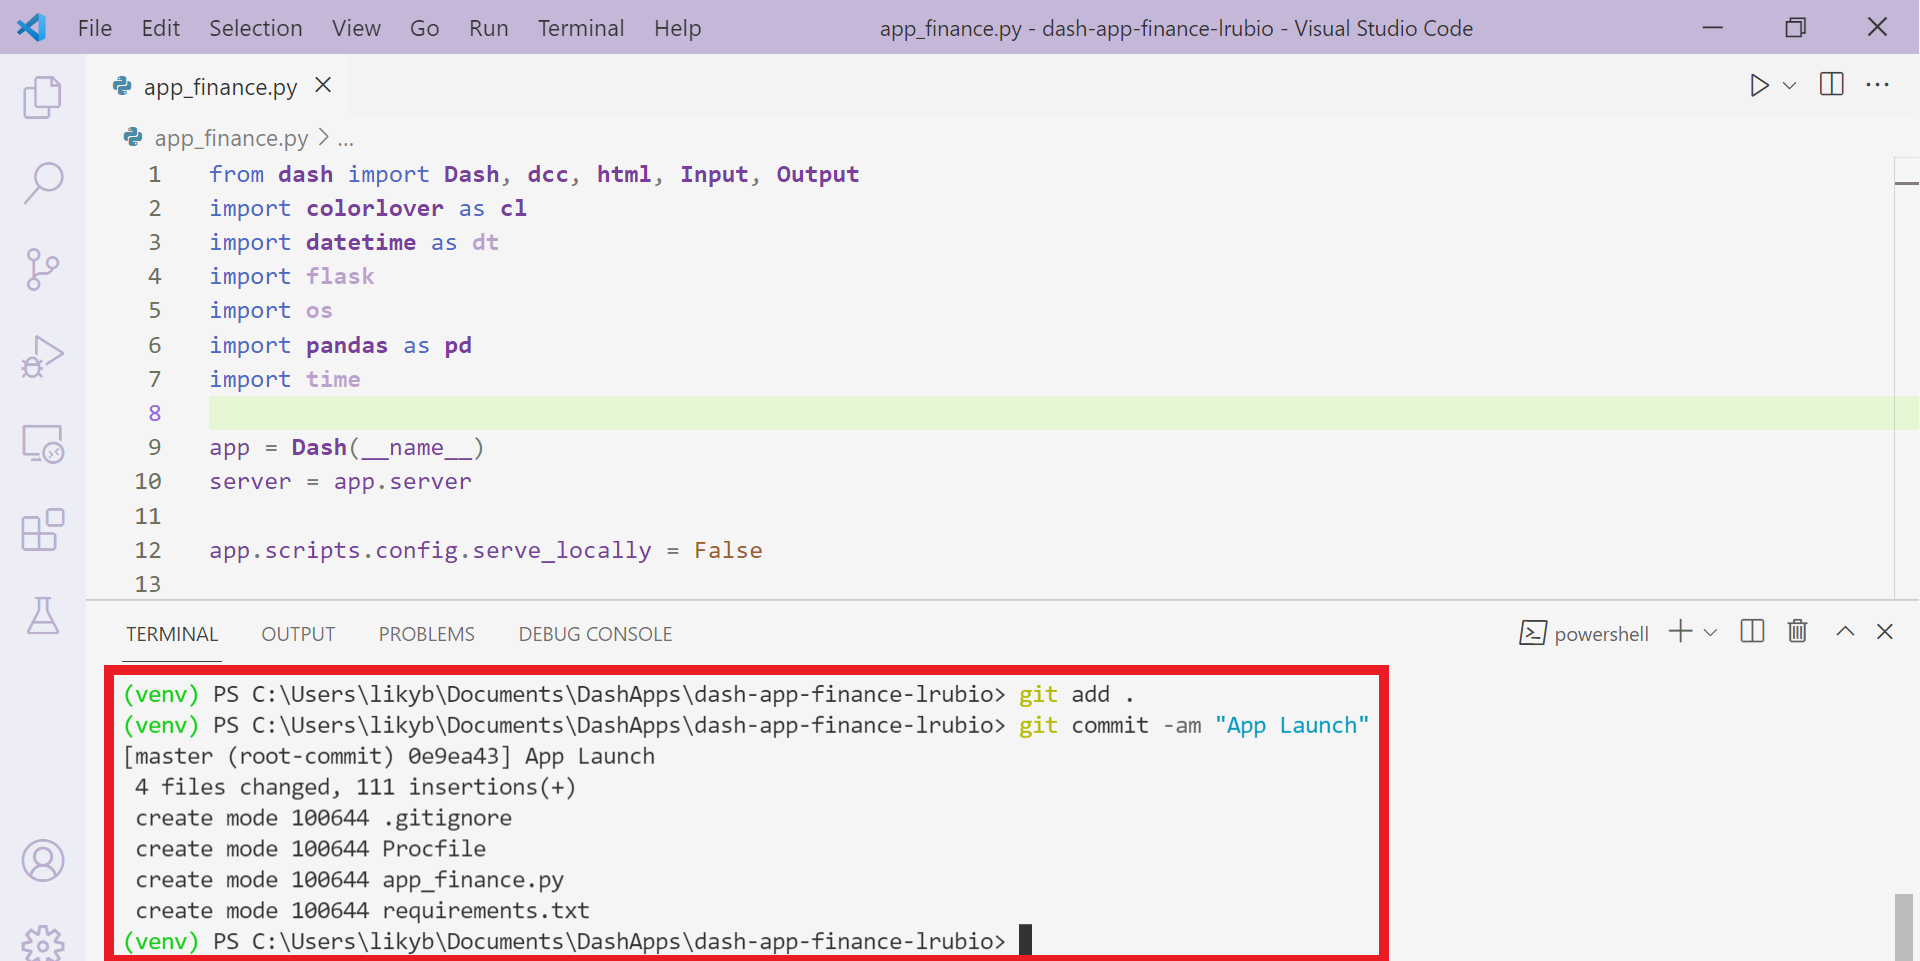 File Edit Selection View Go Run Terminal Help app_finance.py - dash-app-finance-lrubio - Visual Studio Code
app_finance.py
app_finance.py > ...
1 from dash import Dash, dcc, html, Input, Output
2 import colorlover as cl
3 import datetime as dt
4 import flask
5 import os
6 import pandas as pd
7 import time
8
9 app = Dash(__name__)
10 server = app.server
11
12 app.scripts.config.serve_locally = False
13
TERMINAL OUTPUT PROBLEMS DEBUG CONSOLE powershell
(venv) PS C:\Users\likyb\Documents\DashApps\dash-app-finance-lrubio> git add .
(venv) PS C:\Users\likyb\Documents\DashApps\dash-app-finance-lrubio> git commit -am "App Launch"
[master (root-commit) 0e9ea43] App Launch
4 files changed, 111 insertions(+)
create mode 100644 .gitignore
create mode 100644 Procfile
create mode 100644 app_finance.py
create mode 100644 requirements.txt
(venv) PS C:\Users\likyb\Documents\DashApps\dash-app-finance-lrubio>